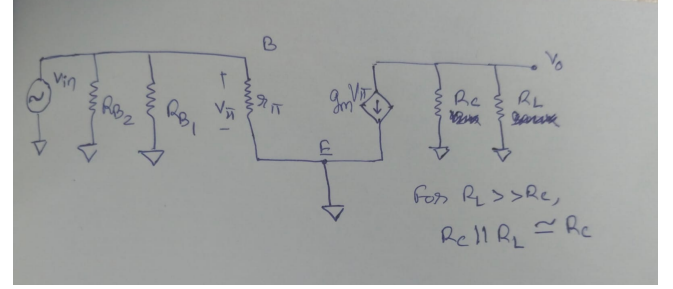 B
Vin
RB2
RB1
+
Vπ
-
rπ
gmVπ
RC
RL
Vo
E
For RL >> RC,
RC || RL ≃ RC